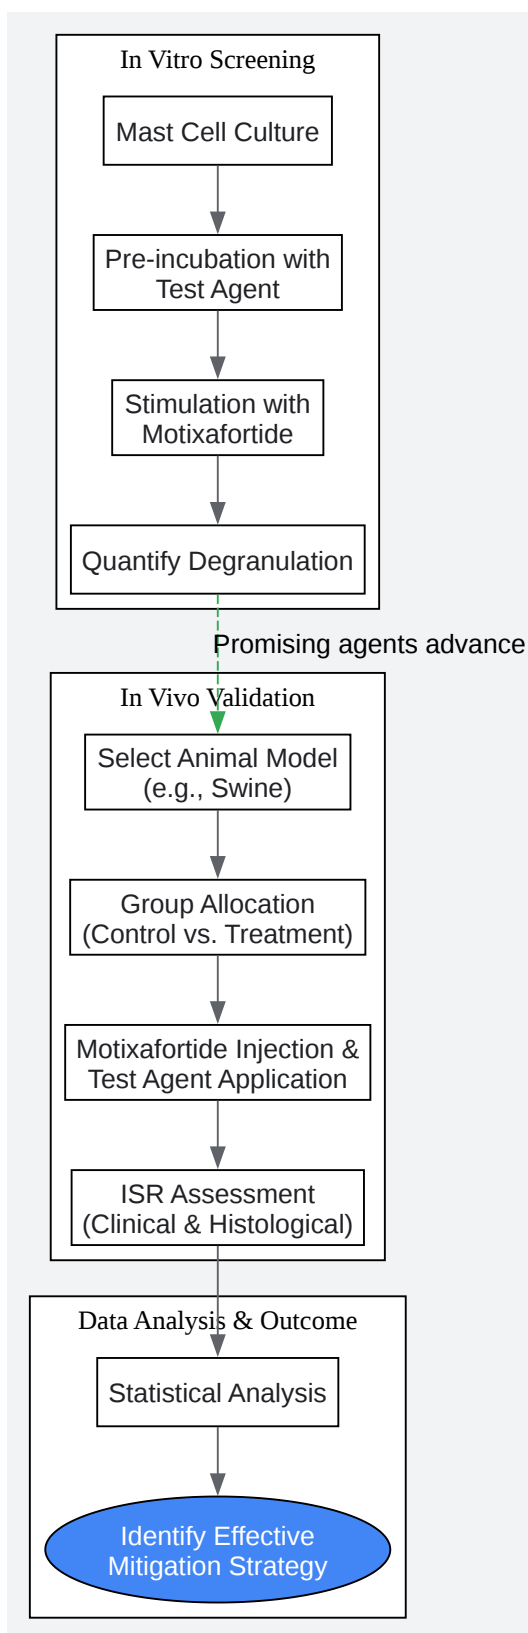 In Vitro Screening
Mast Cell Culture
Pre-incubation with
Test Agent
Stimulation with
Motixafortide
Quantify Degranulation
Promising agents advance
In Vivo Validation
Select Animal Model
(e.g., Swine)
Group Allocation
(Control vs. Treatment)
Motixafortide Injection &
Test Agent Application
ISR Assessment
(Clinical & Histological)
Data Analysis & Outcome
Statistical Analysis
Identify Effective
Mitigation Strategy